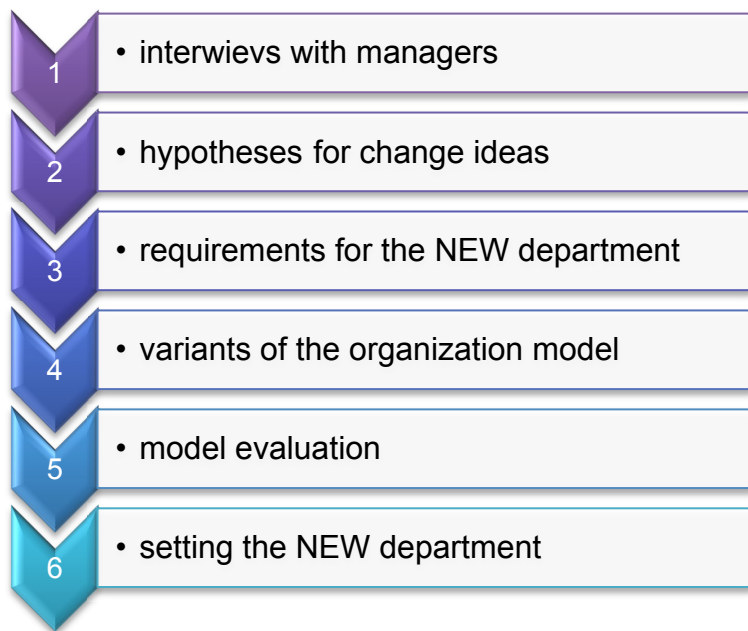 1 • interwievs with managers
2 • hypotheses for change ideas
3 • requirements for the NEW department
4 • variants of the organization model
5 • model evaluation
6 • setting the NEW department